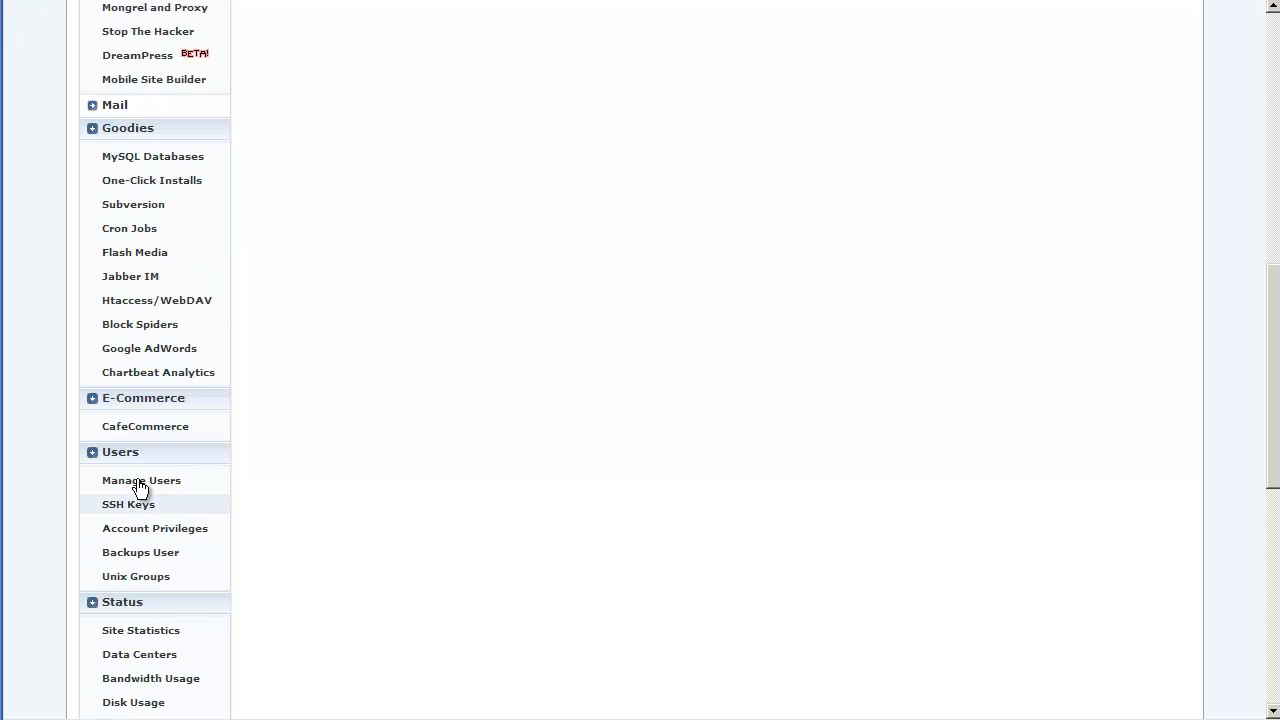 Mongrel and Proxy
Stop The Hacker
DreamPress BETA!
Mobile Site Builder
Mail
Goodies
MySQL Databases
One-Click Installs
Subversion
Cron Jobs
Flash Media
Jabber IM
Htaccess/WebDAV
Block Spiders
Google AdWords
Chartbeat Analytics
E-Commerce
CafeCommerce
Users
Manage Users
SSH Keys
Account Privileges
Backups User
Unix Groups
Status
Site Statistics
Data Centers
Bandwidth Usage
Disk Usage